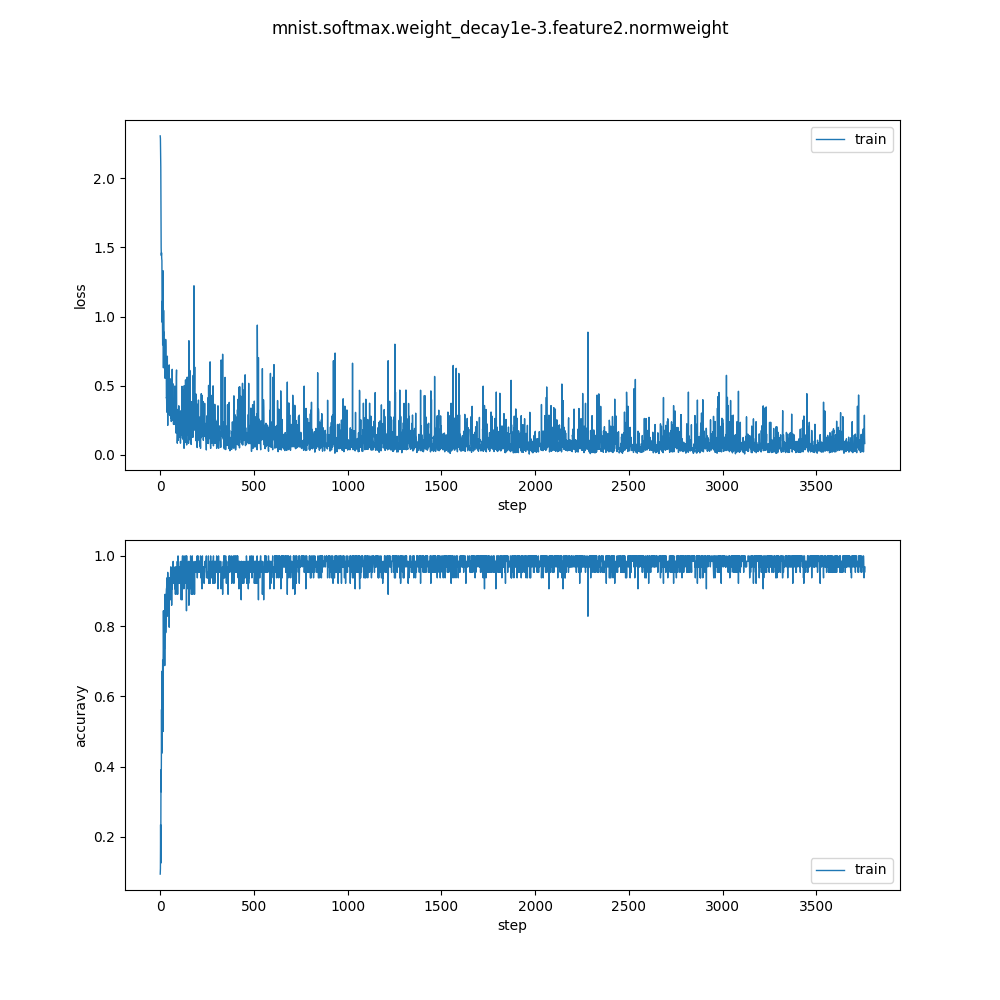 mnist.softmax.weight_decay1e-3.feature2.normweight
train
2.0
1.5
1.0
0.5
0.0
loss
0 500 1000 1500 2000 2500 3000 3500
step
1.0
0.8
0.6
0.4
0.2
accuravy
train
0 500 1000 1500 2000 2500 3000 3500
step